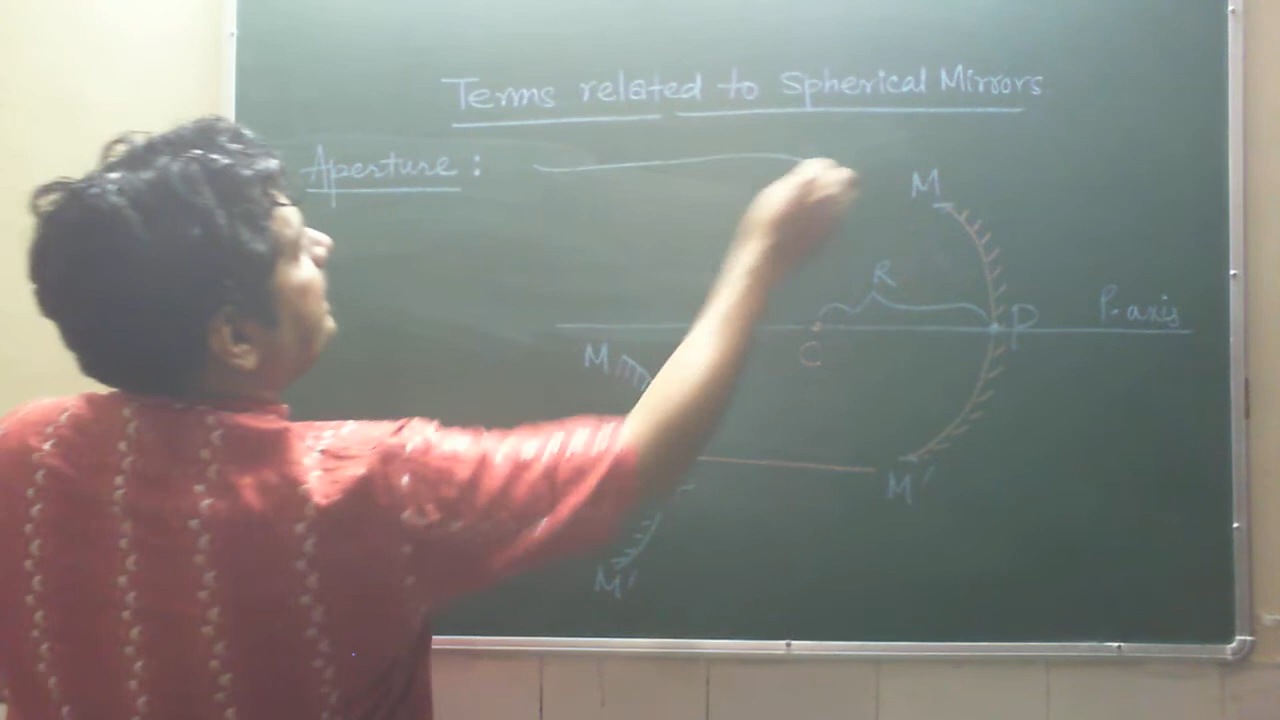 Terms related to Spherical Mirrors
Aperture :
M
R
P-axis
P
C
M
M'
M'